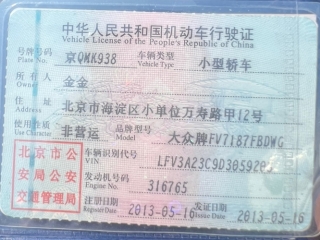 中华人民共和国机动车行驶证
Vehicle License of the People's Republic of China
号牌号码 京QMK938 车辆类型 小型轿车
Plate No. Vehicle Type
所有人 金金
Owner
住址 北京市海淀区小单位万寿路甲12号
Address
使用性质 非营运 品牌型号 大众牌FV7187FBDWG
Use Character Model
北京市公 车辆识别代号 LFV3A23C9D30592
VIN
安局公安 发动机号码 316765
Engine No.
交通管理局 注册日期 2013-05-16 发证日期 2013-05-16
Register Date Issue Date